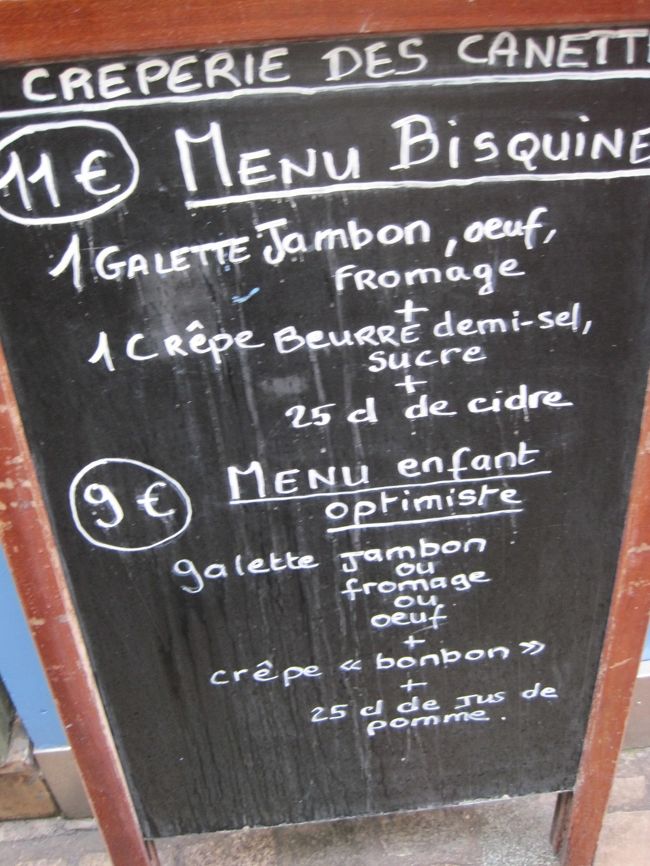 CREPERIE DES CANETT
11 € MENU BISQUINE
1 GALETTE Jambon, oeuf,
FROmage
+
1 CRêpe BEURRE demi-sel,
sucre
+
25 cl de cidre
9 € MENU enfant
optimiste
galette Jambon
ou
fromage
ou
oeuf
+
crêpe « bonbon »
+
25 cl de Jus de
pomme.